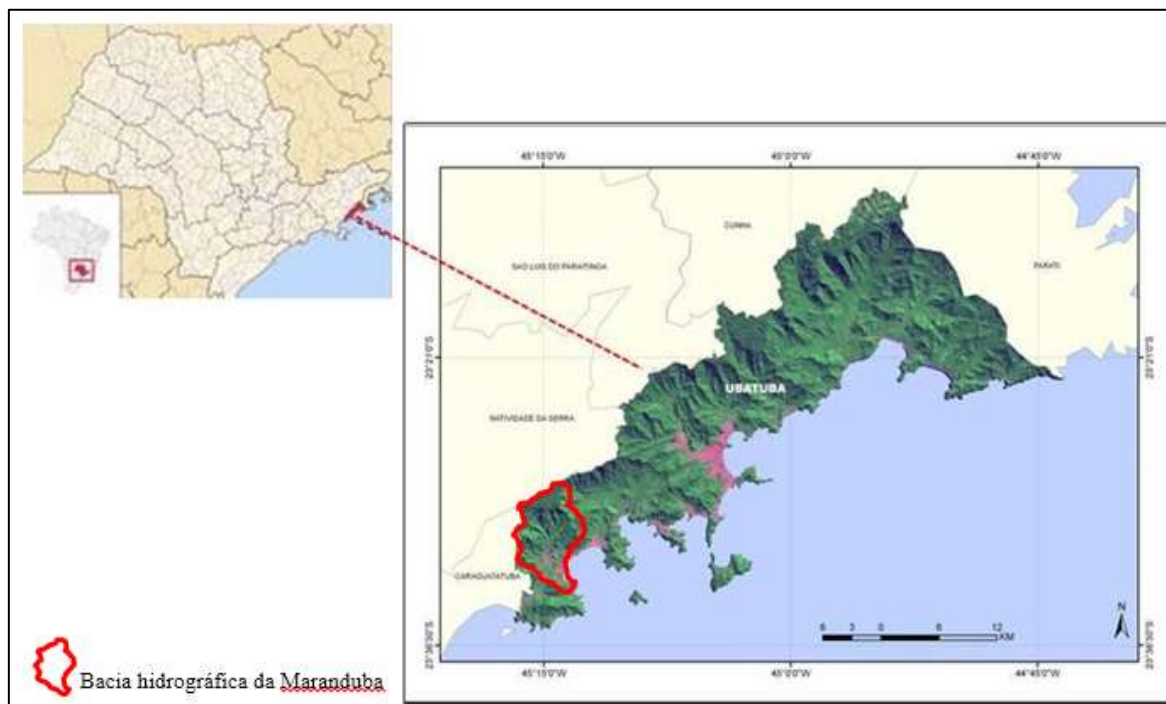 45°15'0"W 45°0'0"W 44°45'0"W
CUNHA
SAO LUIS DO PARAITINGA
PARATI
23°21'0"S
23°21'0"S
UBATUBA
NATIVIDADE DA SERRA
CARAGUATATUBA
N
6 3 0 6 12
KM
23°36'30"S
23°36'30"S
45°15'0"W 45°0'0"W 44°45'0"W
Bacia hidrográfica da Maranduba